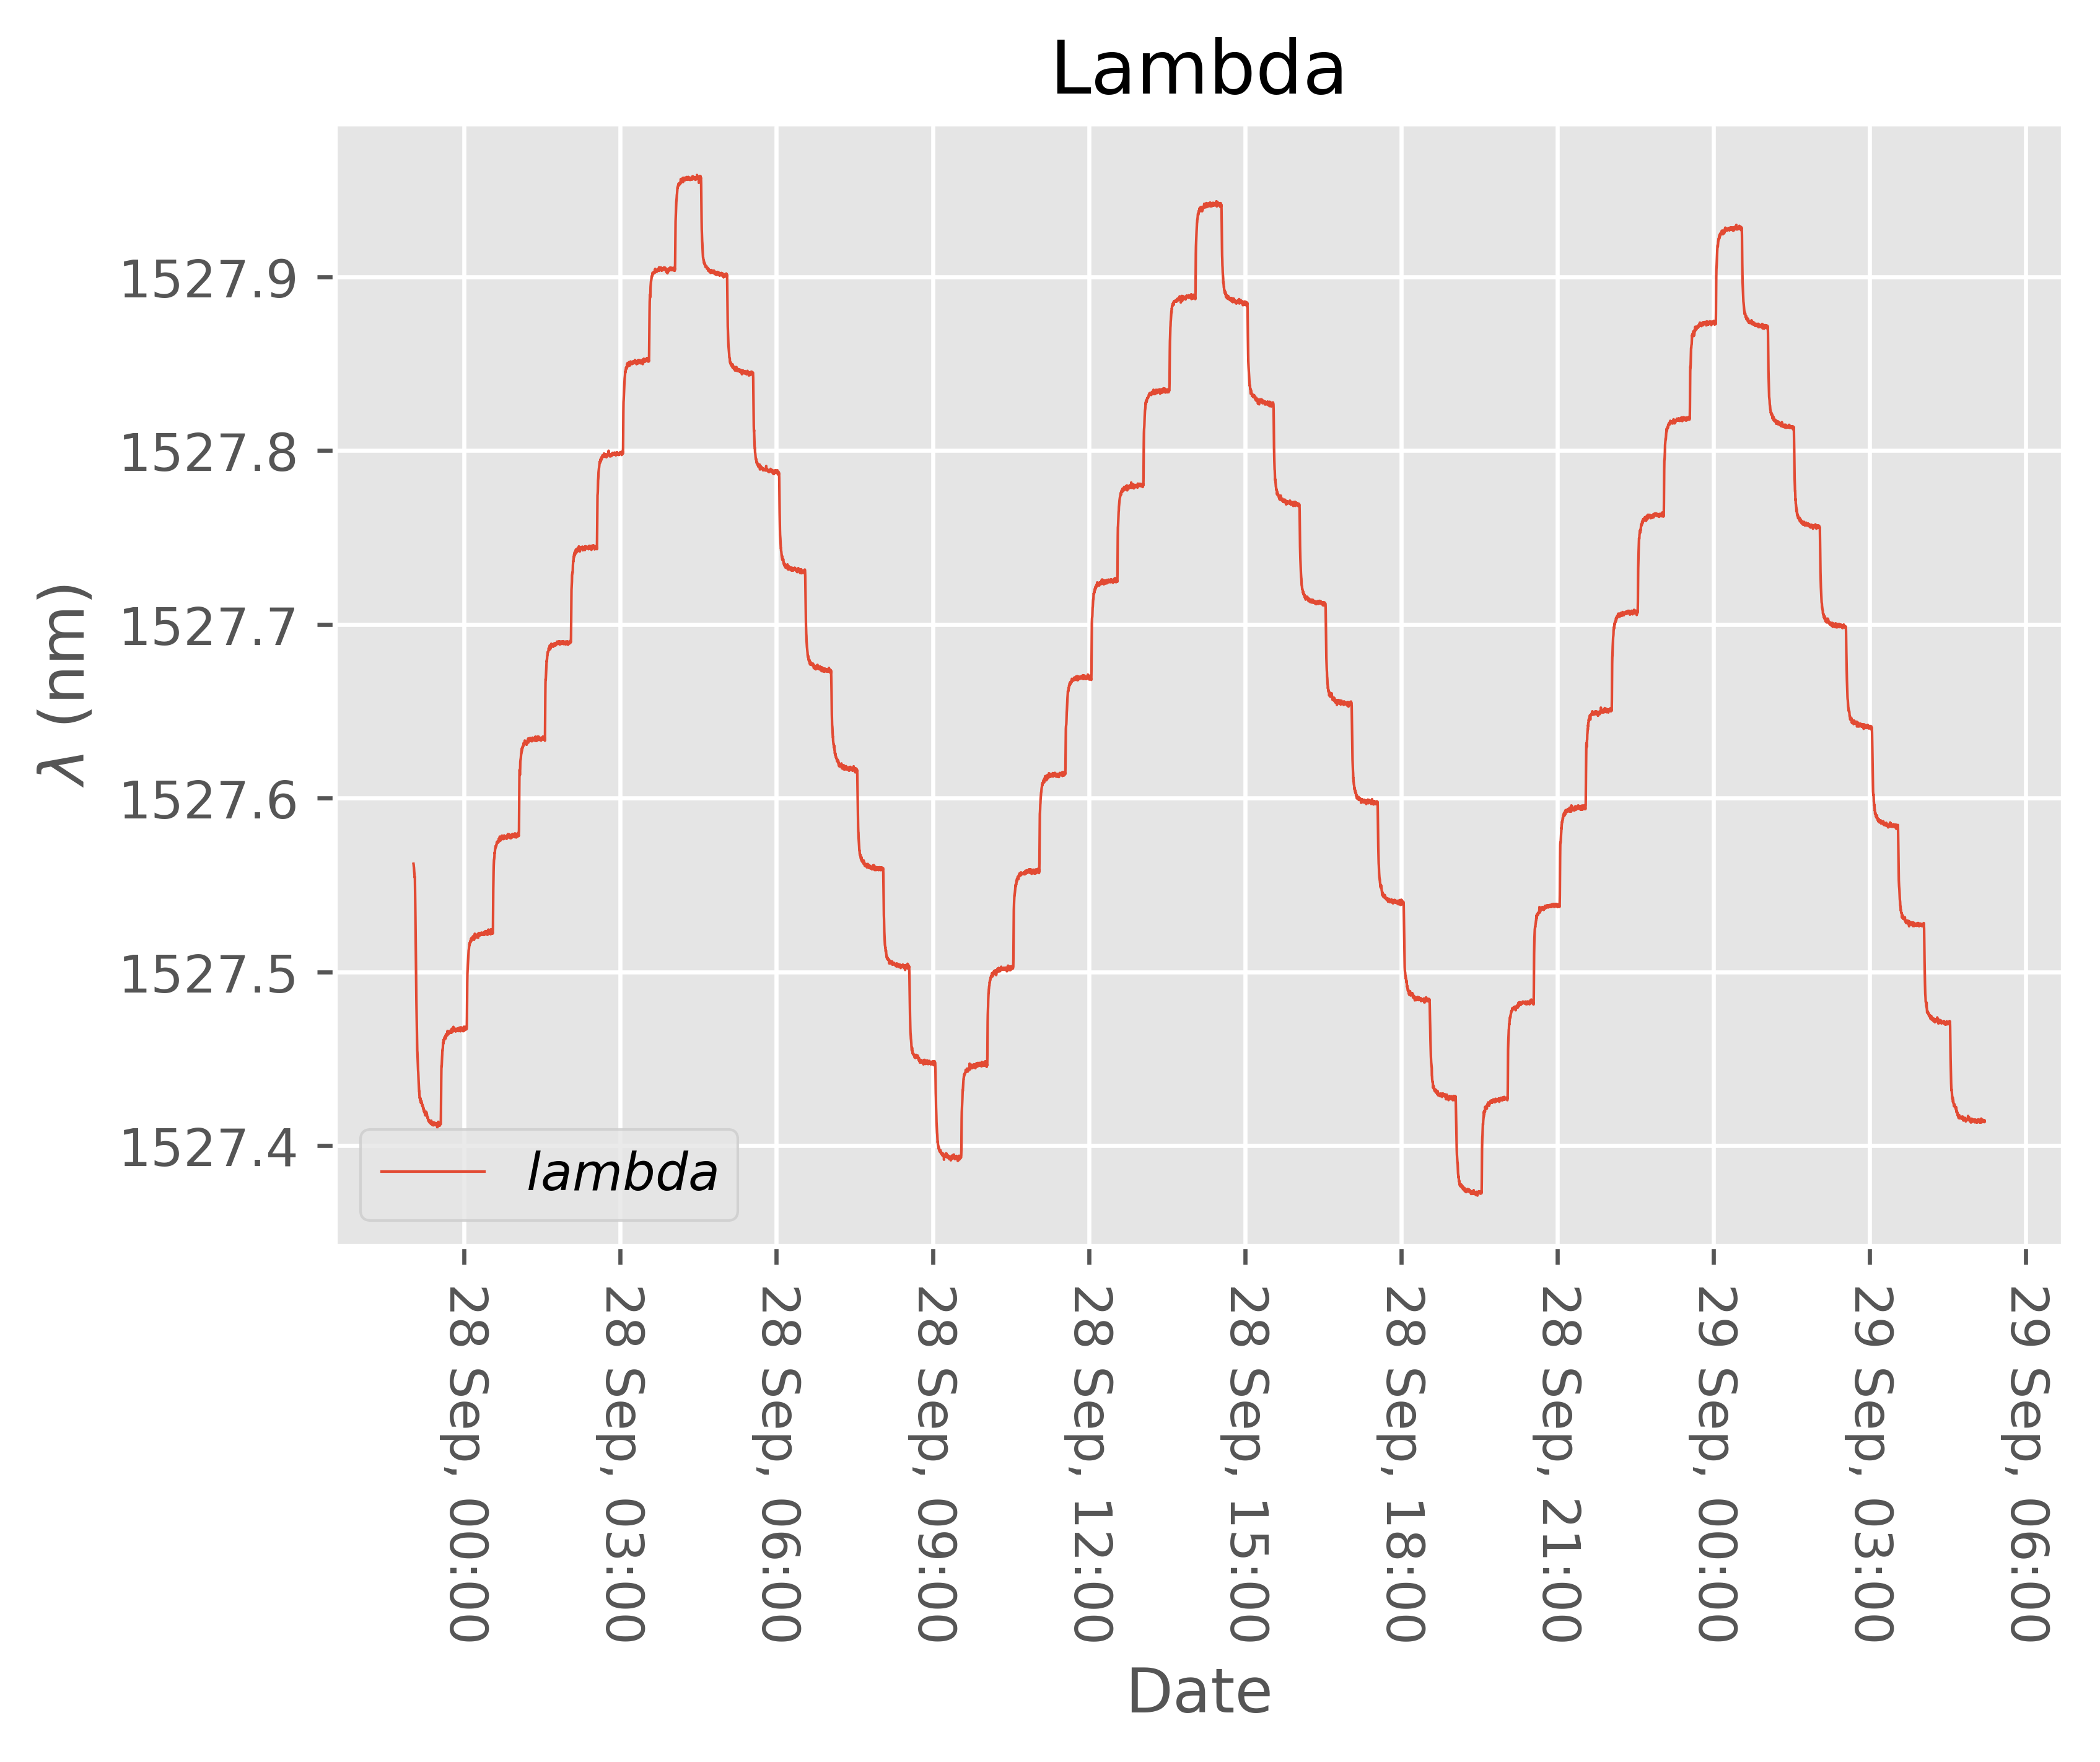 Lambda
λ (nm)
1527.9
1527.8
1527.7
1527.6
1527.5
1527.4
lambda
28 Sep, 00:00
28 Sep, 03:00
28 Sep, 06:00
28 Sep, 09:00
28 Sep, 12:00
28 Sep, 15:00
28 Sep, 18:00
28 Sep, 21:00
29 Sep, 00:00
29 Sep, 03:00
29 Sep, 06:00
Date